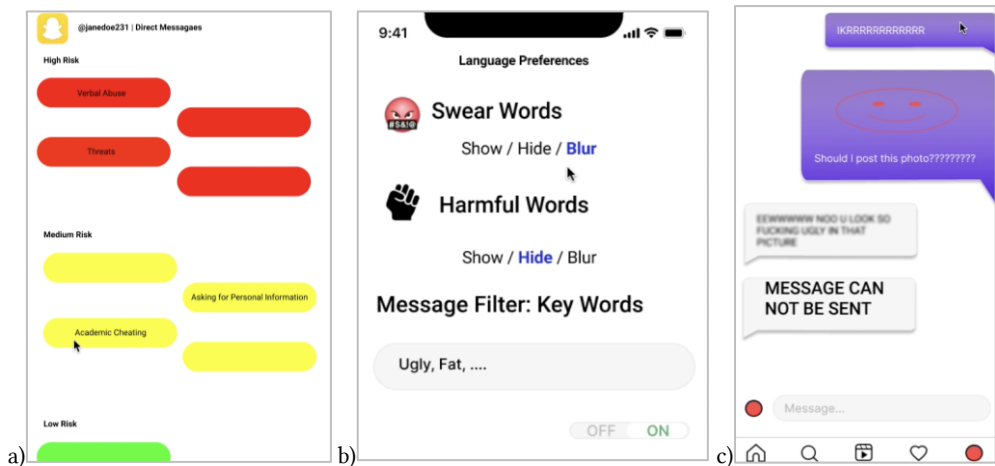 @janedoe231 | Direct Messagaes
High Risk
Verbal Abuse
Threats
Medium Risk
Asking for Personal Information
Academic Cheating
Low Risk
a)
9:41
Language Preferences
#$&!@
Swear Words
Show / Hide / Blur
Harmful Words
Show / Hide / Blur
Message Filter: Key Words
Ugly, Fat, ....
OFF ON
b)
IKRRRRRRRRRRRR
Should I post this photo?????????
EEWWWWW NOO U LOOK SO
FUCKING UGLY IN THAT
PICTURE
MESSAGE CAN
NOT BE SENT
Message...
c)